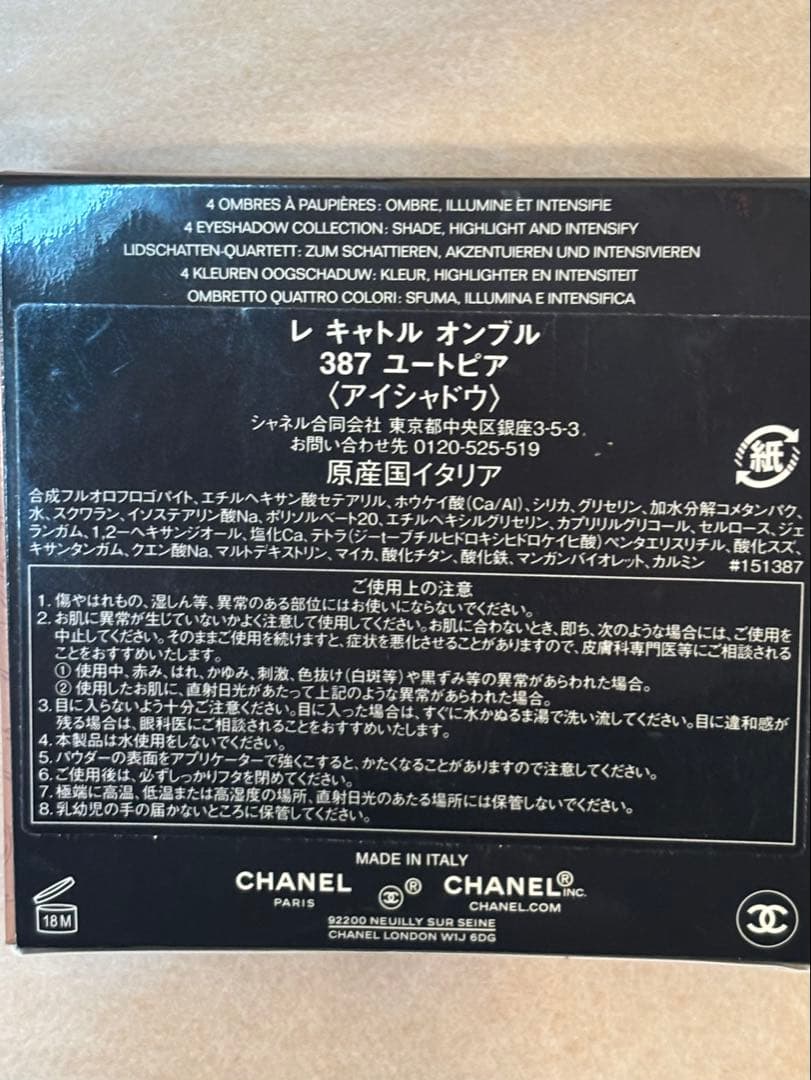 4 OMBRES À PAUPIÈRES : OMBRE, ILLUMINE ET INTENSIFIE
4 EYESHADOW COLLECTION : SHADE, HIGHLIGHT AND INTENSIFY
LIDSCHATTEN-QUARTETT : ZUM SCHATTIEREN, AKZENTUIEREN UND INTENSIVIEREN
4 KLEUREN OOGSCHADUW : KLEUR, HIGHLIGHTER EN INTENSITEIT
OMBRETTO QUATTRO COLORI : SFUMA, ILLUMINA E INTENSIFICA
レ キャトル オンブル
387 ユートピア
〈アイシャドウ〉
シャネル合同会社 東京都中央区銀座3-5-3
お問い合わせ先 0120-525-519
原産国イタリア
紙
合成フルオロフロゴパイト、エチルヘキサン酸セテアリル、ホウケイ酸(Ca/Al)、シリカ、グリセリン、加水分解コメタンパク、
水、スクワラン、イソステアリン酸Na、ポリソルベート20、エチルヘキシルグリセリン、カプリリルグリコール、セルロース、ジェ
ランガム、1,2-ヘキサンジオール、塩化Ca、テトラ(ジ-t-ブチルヒドロキシヒドロケイヒ酸)ペンタエリスリチル、酸化スズ、
キサンタンガム、クエン酸Na、マルトデキストリン、マイカ、酸化チタン、酸化鉄、マンガンバイオレット、カルミン #151387
ご使用上の注意
1. 傷やはれもの、湿しん等、異常のある部位にはお使いにならないでください。
2. お肌に異常が生じていないかよく注意して使用してください。お肌に合わないとき、即ち、次のような場合には、ご使用を
中止してください。そのままご使用を続けますと、症状を悪化させることがありますので、皮膚科専門医等にご相談される
ことをおすすめいたします。
① 使用中、赤み、はれ、かゆみ、刺激、色抜け(白斑等)や黒ずみ等の異常があらわれた場合。
② 使用したお肌に、直射日光があたって上記のような異常があらわれた場合。
3. 目に入らないよう十分ご注意ください。目に入った場合は、すぐに水かぬるま湯で洗い流してください。目に違和感が
残る場合は、眼科医にご相談されることをおすすめいたします。
4. 本製品は水使用をしないでください。
5. パウダーの表面をアプリケーターで強くこすると、かたくなることがありますので注意してください。
6. ご使用後は、必ずしっかりフタを閉めてください。
7. 極端に高温、低温または高湿度の場所、直射日光のあたる場所には保管しないでください。
8. 乳幼児の手の届かないところに保管してください。
MADE IN ITALY
CHANEL ® CHANEL® INC.
PARIS CHANEL.COM
92200 NEUILLY SUR SEINE
CHANEL LONDON W1J 6DG
18 M